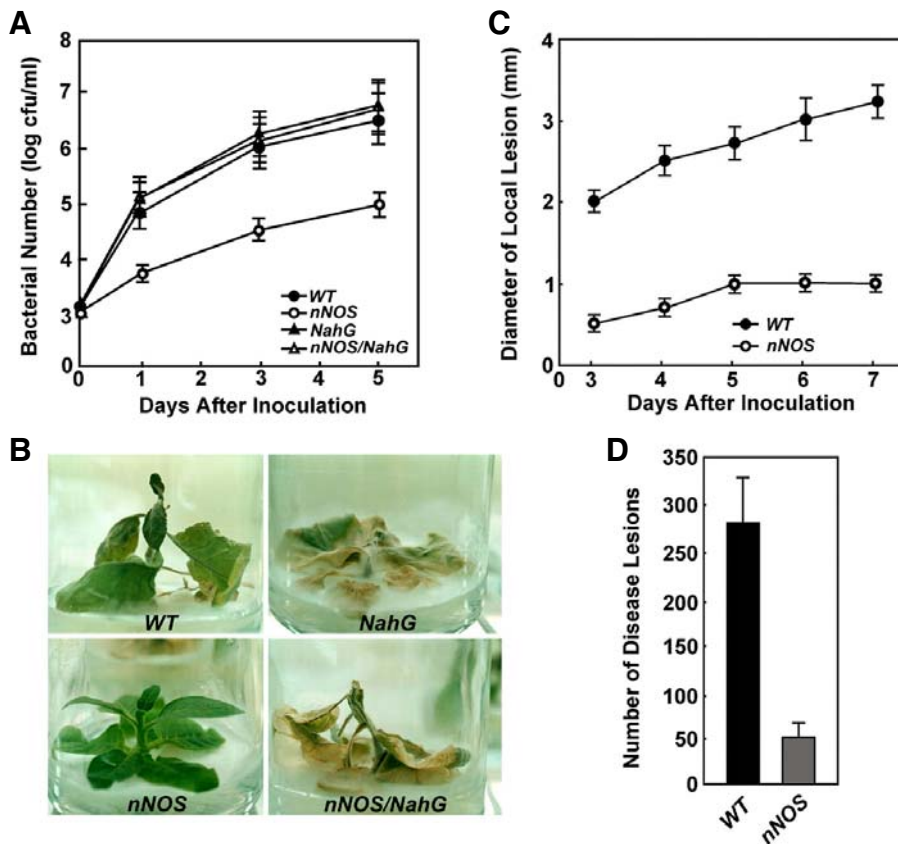 A
Bacterial Number (log cfu/ml)
8
7
6
5
4
3
0
0 1 2 3 4 5
Days After Inoculation
WT
nNOS
NahG
nNOS/NahG
C
Diameter of Local Lesion (mm)
4
3
2
1
0
0 3 4 5 6 7
Days After Inoculation
WT
nNOS
B
WT
NahG
nNOS
nNOS/NahG
D
Number of Disease Lesions
350
300
250
200
150
100
50
0
WT
nNOS